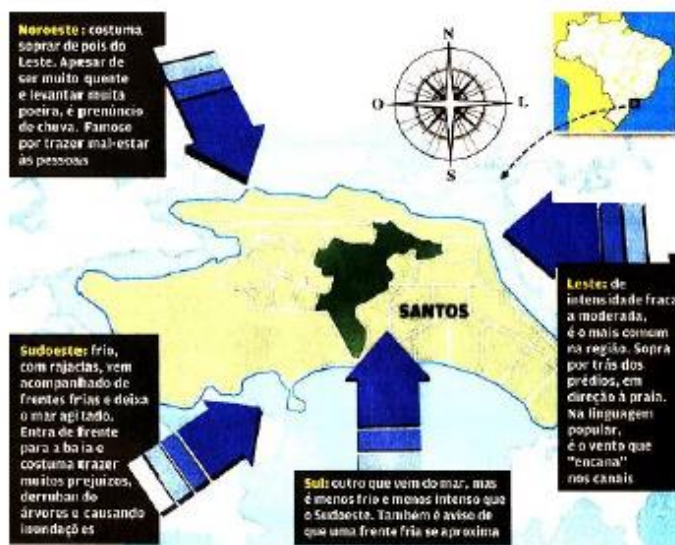 Noroeste: costuma
soprar depois do
Leste. Apesar de
ser muito quente
e levantar muita
poeira, é prenúncio
de chuva. Famoso
por trazer mal-estar
às pessoas
N
O
L
S
SANTOS
Leste: de
intensidade fraca
a moderada,
é o mais comum
na região. Sopra
por trás dos
prédios, em
direção à praia.
Na linguagem
popular,
é o vento que
"encana"
nos canais
Sudoeste: frio,
com rajadas, vem
acompanhado de
frentes frias e deixa
o mar agitado.
Entra de frente
para a baía e
costuma trazer
muitos prejuízos,
derrubando
árvores e causando
inundações
Sul: outro que vem do mar, mas
é menos frio e menos intenso que
o Sudoeste. Também é aviso de
que uma frente fria se aproxima